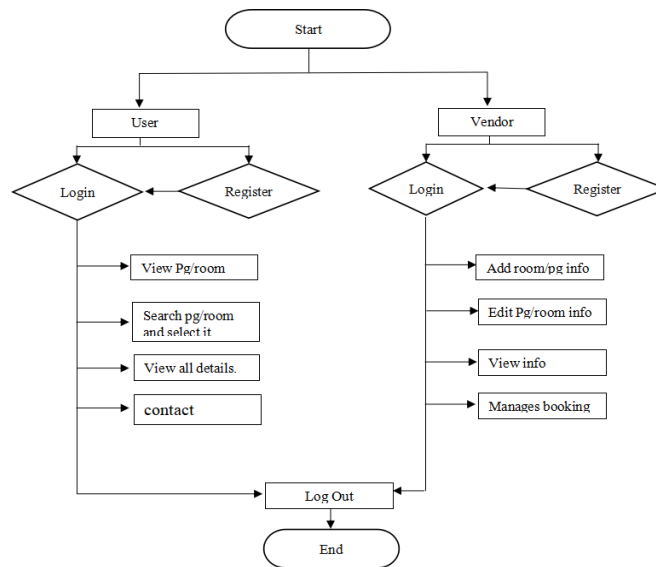 Start
User
Vendor
Login
Register
Login
Register
View Pg/room
Search pg/room
and select it
View all details.
contact
Add room/pg info
Edit Pg/room info
View info
Manages booking
Log Out
End